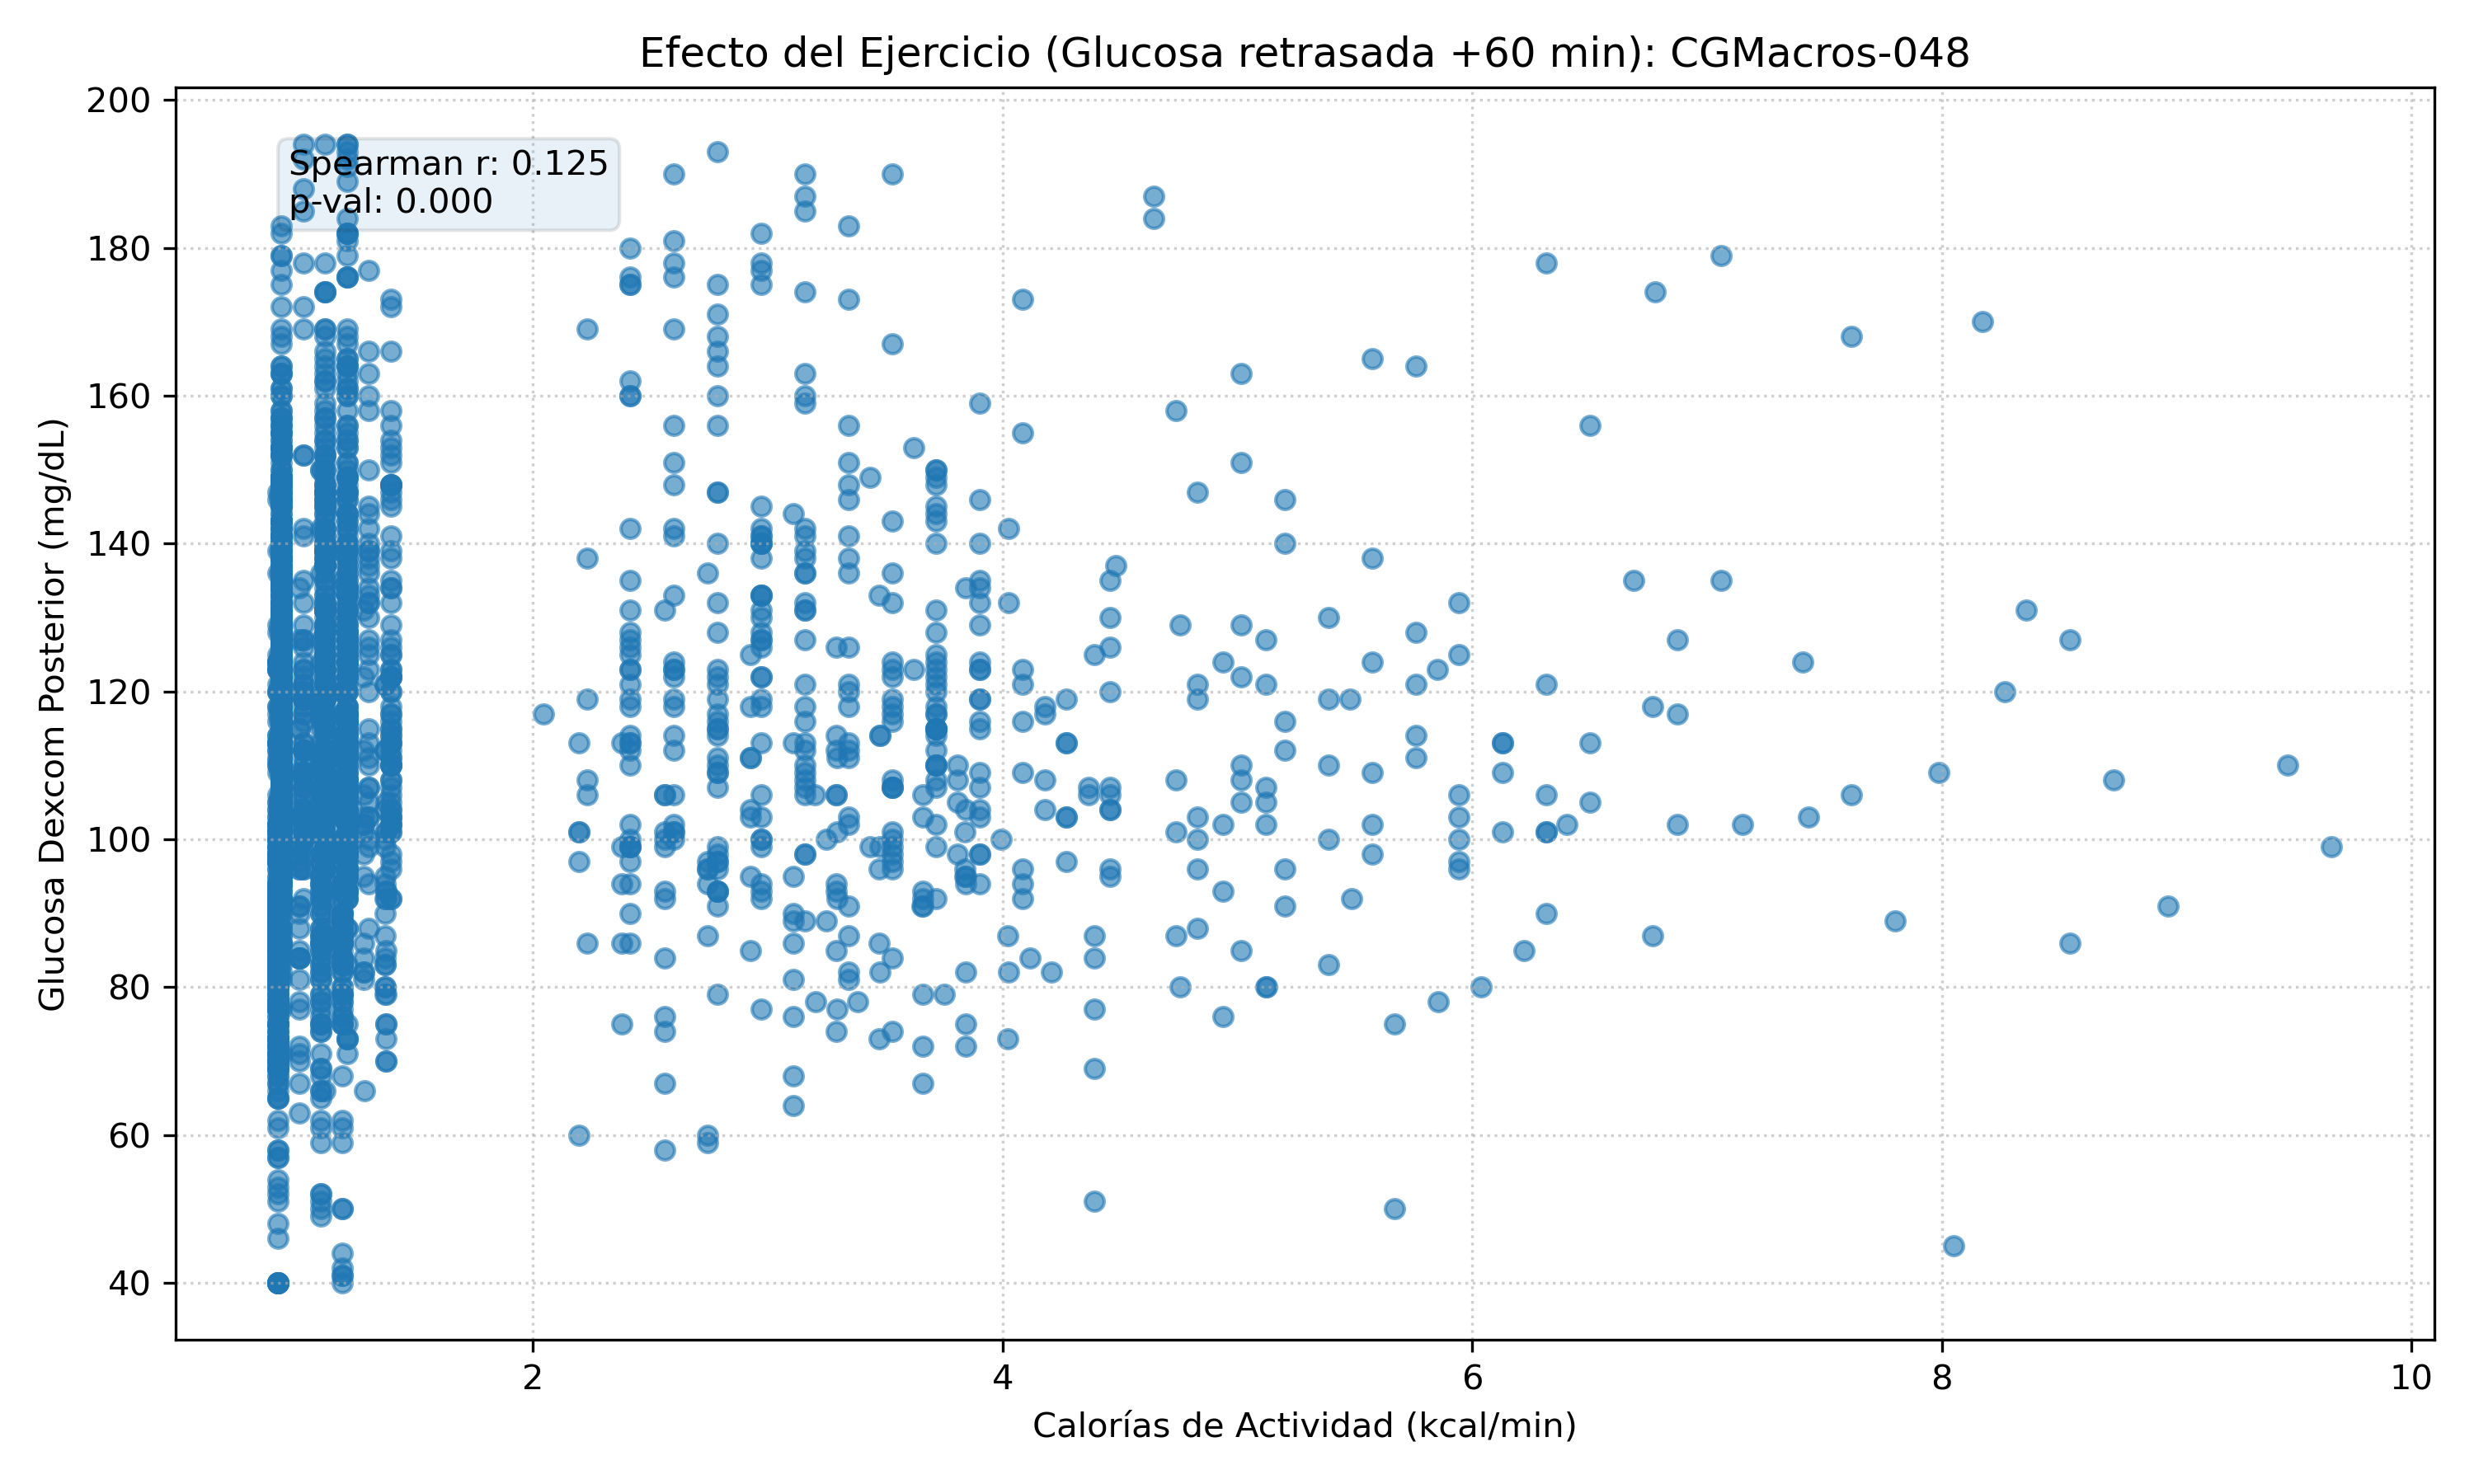 Efecto del Ejercicio (Glucosa retrasada +60 min): CGMacros-048
200
180
160
140
120
100
80
60
40
Glucosa Dexcom Posterior (mg/dL)
Spearman r: 0.125
p-val: 0.000
2
4
6
8
10
Calorías de Actividad (kcal/min)